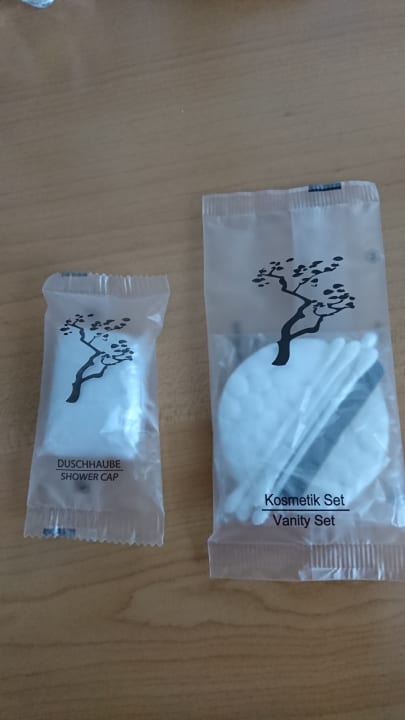 DUSCHHAUBE
SHOWER CAP
Kosmetik Set
Vanity Set